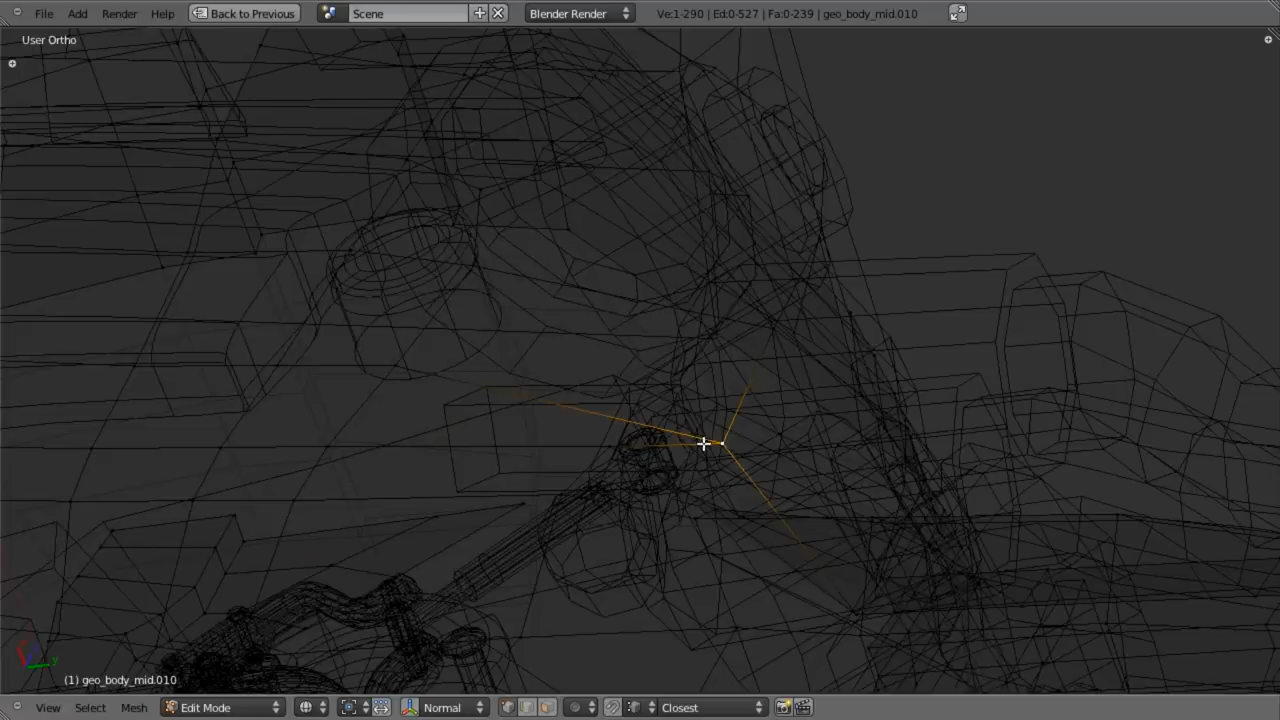 File Add Render Help Back to Previous Scene Blender Render Ve:1-290 | Ed:0-527 | Fa:0-239 | geo_body_mid.010
User Ortho
y
(1) geo_body_mid.010
View Select Mesh Edit Mode Normal Closest